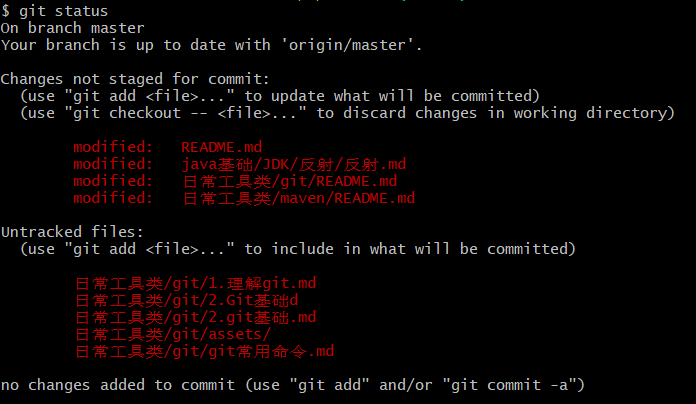 $ git status
On branch master
Your branch is up to date with 'origin/master'.
Changes not staged for commit:
(use "git add <file>..." to update what will be committed)
(use "git checkout -- <file>..." to discard changes in working directory)
modified: README.md
modified: java基础/JDK/反射/反射.md
modified: 日常工具类/git/README.md
modified: 日常工具类/maven/README.md
Untracked files:
(use "git add <file>..." to include in what will be committed)
日常工具类/git/1.理解git.md
日常工具类/git/2.Git基础d
日常工具类/git/2.git基础.md
日常工具类/git/assets/
日常工具类/git/git常用命令.md
no changes added to commit (use "git add" and/or "git commit -a")